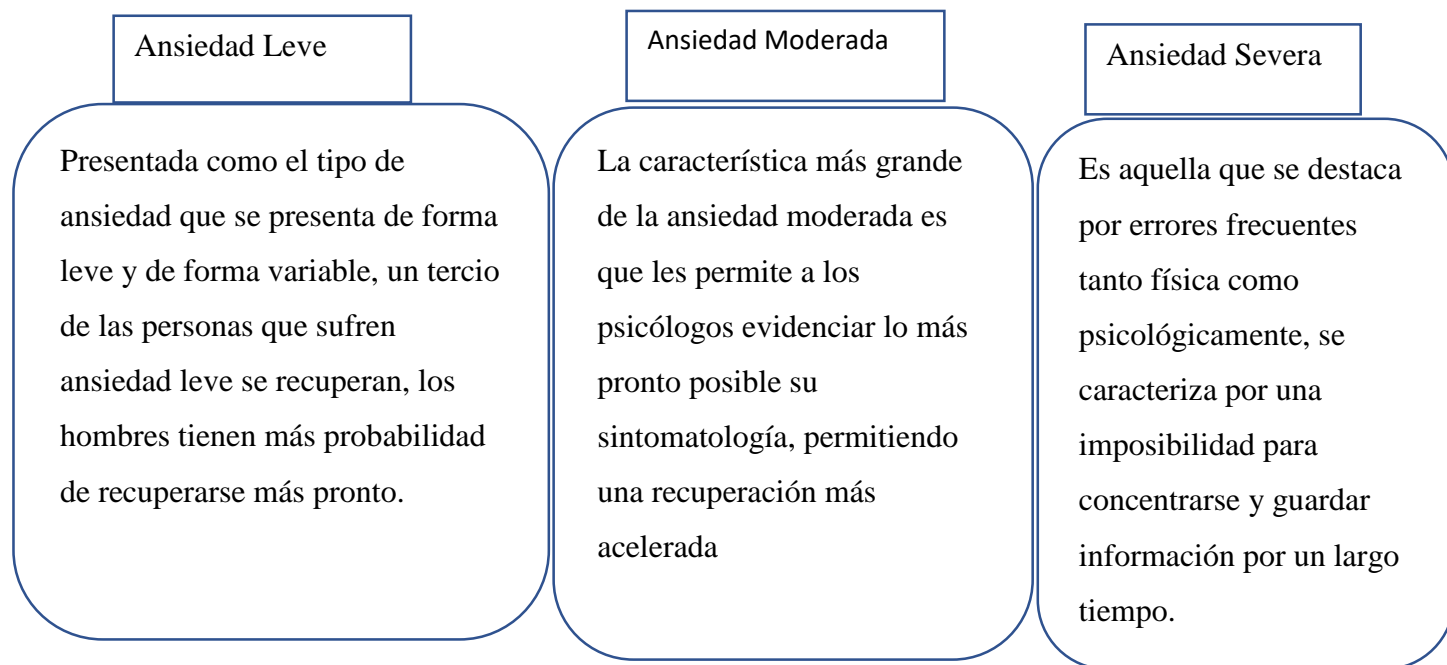 Ansiedad Leve
Presentada como el tipo de
ansiedad que se presenta de forma
leve y de forma variable, un tercio
de las personas que sufren
ansiedad leve se recuperan, los
hombres tienen más probabilidad
de recuperarse más pronto.
Ansiedad Moderada
La característica más grande
de la ansiedad moderada es
que les permite a los
psicólogos evidenciar lo más
pronto posible su
sintomatología, permitiendo
una recuperación más
acelerada
Ansiedad Severa
Es aquella que se destaca
por errores frecuentes
tanto física como
psicológicamente, se
caracteriza por una
imposibilidad para
concentrarse y guardar
información por un largo
tiempo.